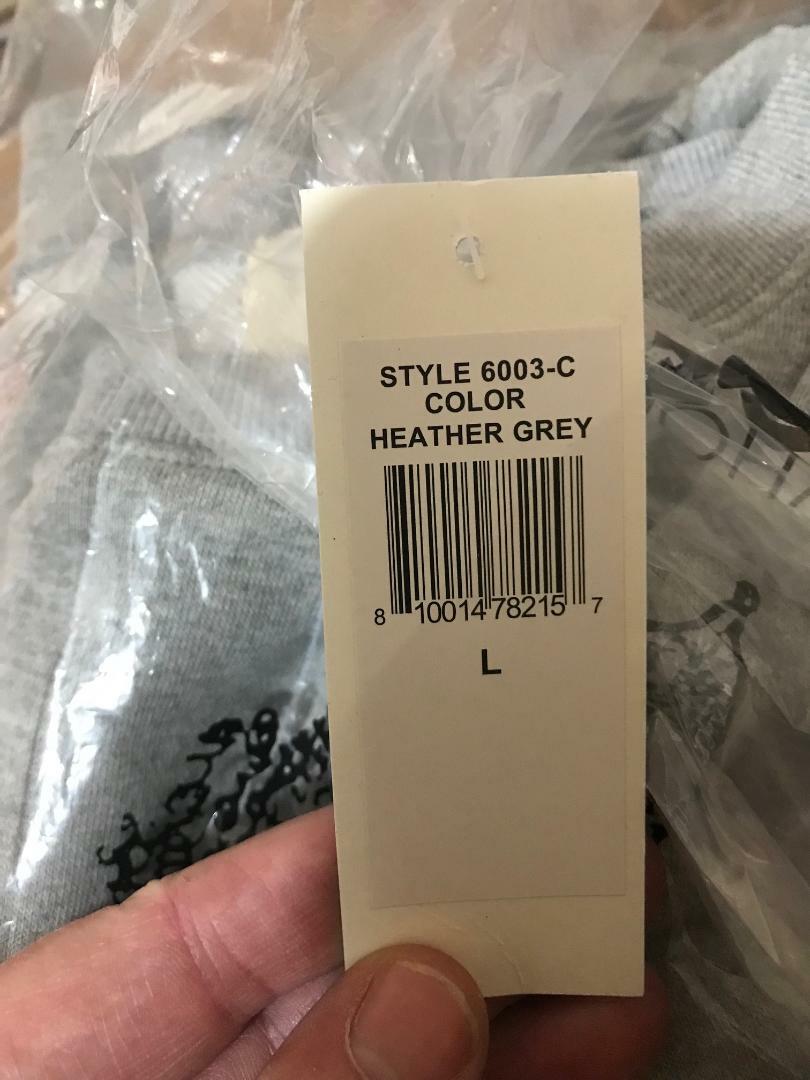 STYLE 6003-C
COLOR
HEATHER GREY
8 10014 78215 7
L